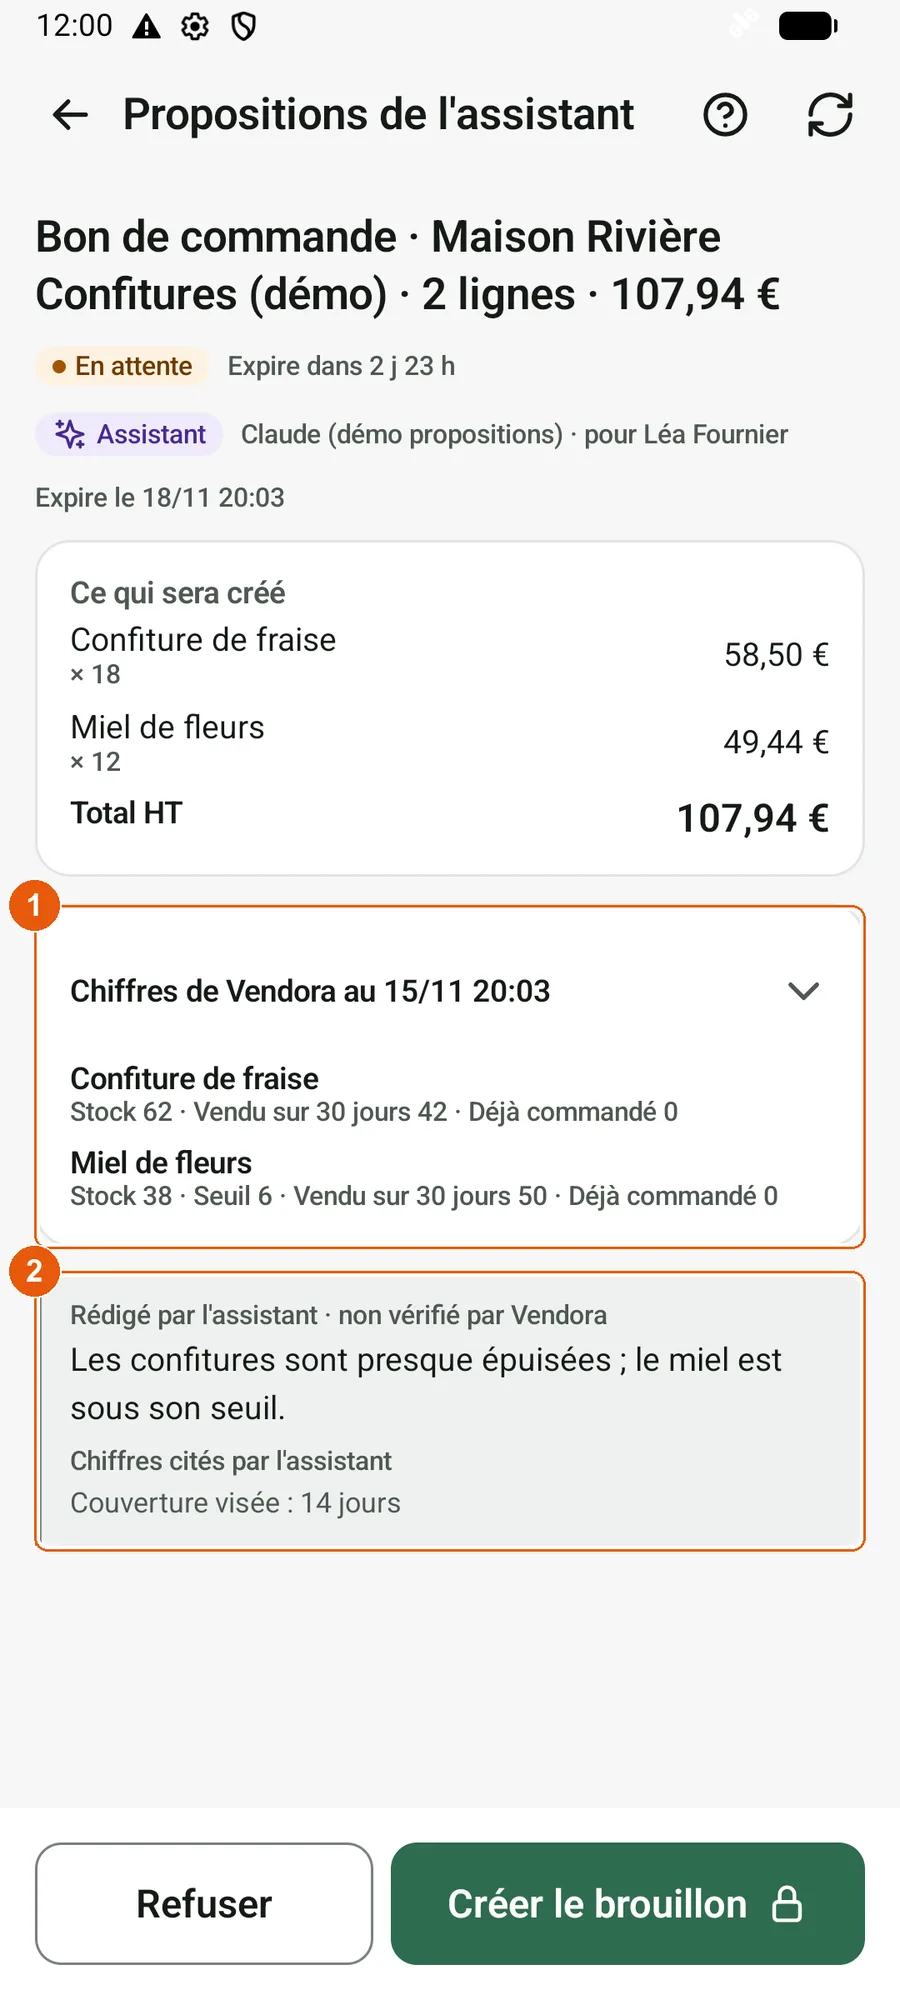 12:00
Propositions de l'assistant
Bon de commande · Maison Rivière
Confitures (démo) · 2 lignes · 107,94 €
En attente
Expire dans 2 j 23 h
Assistant
Claude (démo propositions) · pour Léa Fournier
Expire le 18/11 20:03
Ce qui sera créé
Confiture de fraise
× 18
58,50 €
Miel de fleurs
× 12
49,44 €
Total HT
107,94 €
1
Chiffres de Vendora au 15/11 20:03
Confiture de fraise
Stock 62 · Vendu sur 30 jours 42 · Déjà commandé 0
Miel de fleurs
Stock 38 · Seuil 6 · Vendu sur 30 jours 50 · Déjà commandé 0
2
Rédigé par l'assistant · non vérifié par Vendora
Les confitures sont presque épuisées ; le miel est
sous son seuil.
Chiffres cités par l'assistant
Couverture visée : 14 jours
Refuser
Créer le brouillon